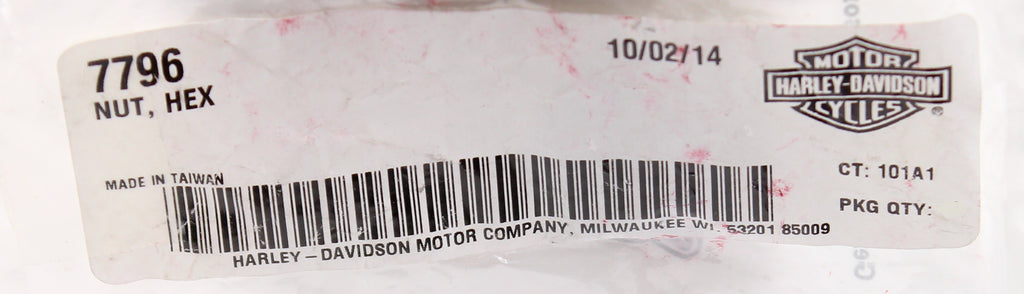 7796
NUT, HEX
10/02/14
MOTOR
HARLEY-DAVIDSON
CYCLES
®
MADE IN TAIWAN
CT: 101A1
PKG QTY:
HARLEY-DAVIDSON MOTOR COMPANY, MILWAUKEE WI. 53201 85009